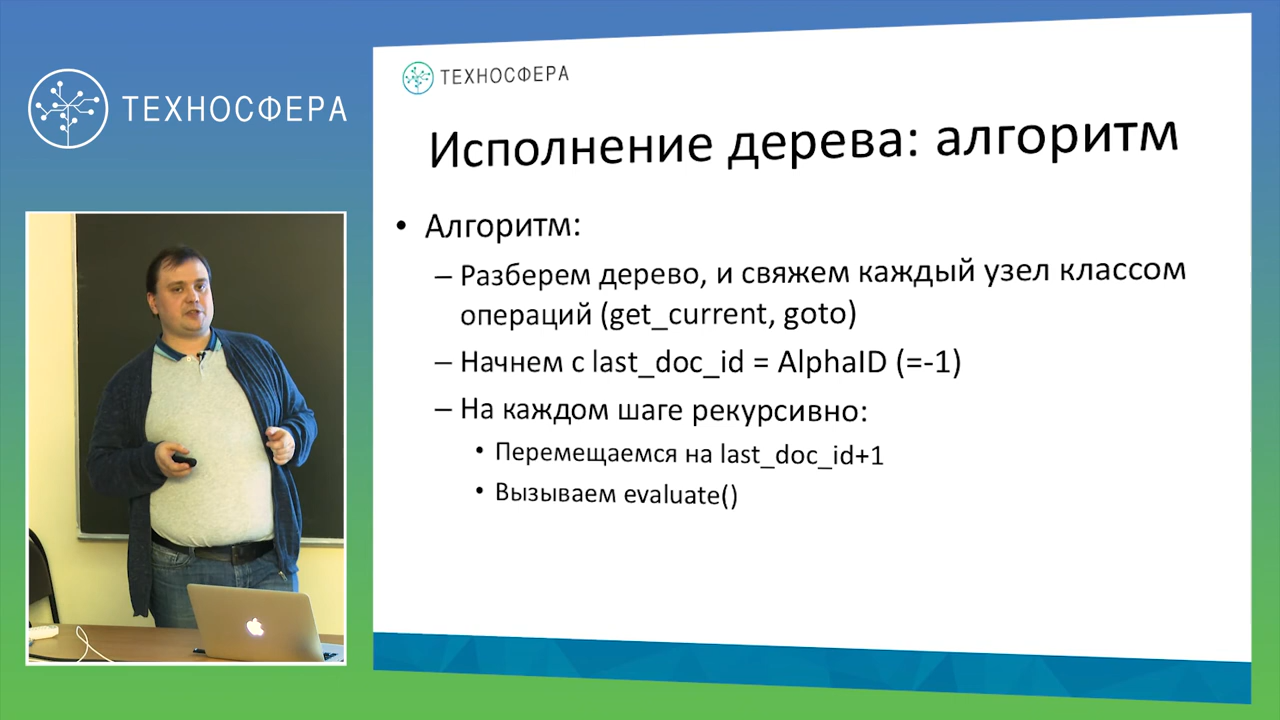 ТЕХНОСФЕРА
ТЕХНОСФЕРА
Исполнение дерева: алгоритм
• Алгоритм:
– Разберем дерево, и свяжем каждый узел классом
операций (get_current, goto)
– Начнем с last_doc_id = AlphaID (=-1)
– На каждом шаге рекурсивно:
• Перемещаемся на last_doc_id+1
• Вызываем evaluate()